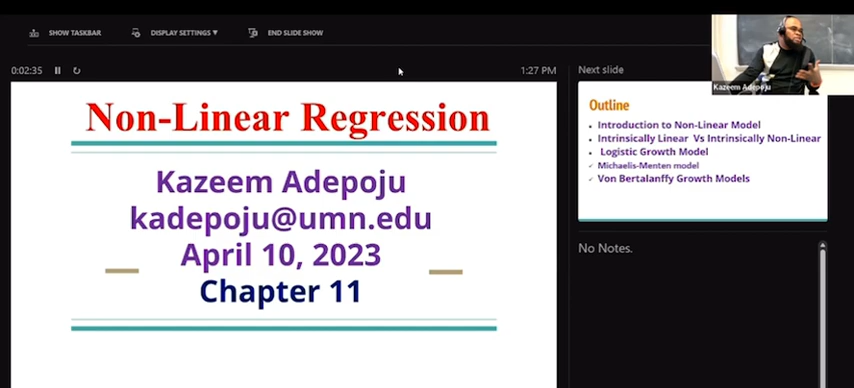 SHOW TASKBAR
DISPLAY SETTINGS ▼
END SLIDE SHOW
0:02:35
1:27 PM
Non-Linear Regression
Kazeem Adepoju
kadepoju@umn.edu
April 10, 2023
Chapter 11
Next slide
Kazeem Adepoju
Outline
• Introduction to Non-Linear Model
• Intrinsically Linear Vs Intrinsically Non-Linear
• Logistic Growth Model
✓ Michaelis-Menten model
✓ Von Bertalanffy Growth Models
No Notes.